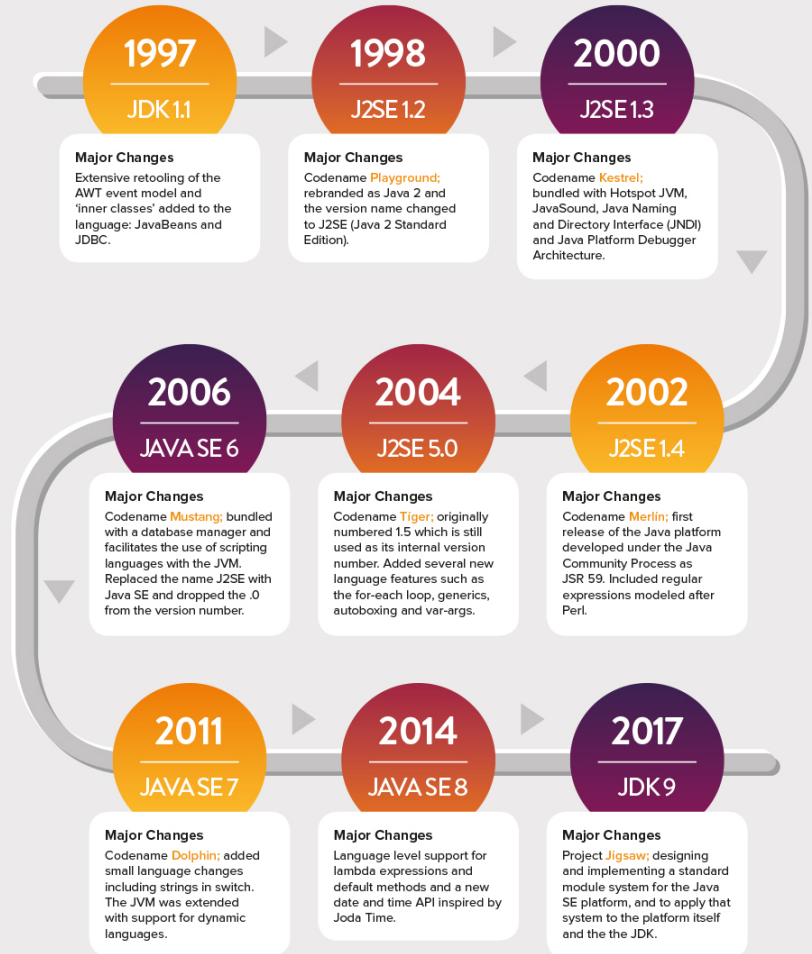 1997
JDK 1.1
Major Changes
Extensive retooling of the
AWT event model and
‘inner classes’ added to the
language: JavaBeans and
JDBC.
1998
J2SE 1.2
Major Changes
Codename Playground;
rebranded as Java 2 and
the version name changed
to J2SE (Java 2 Standard
Edition).
2000
J2SE 1.3
Major Changes
Codename Kestrel;
bundled with Hotspot JVM,
JavaSound, Java Naming
and Directory Interface (JNDI)
and Java Platform Debugger
Architecture.
2002
J2SE 1.4
Major Changes
Codename Merlin; first
release of the Java platform
developed under the Java
Community Process as
JSR 59. Included regular
expressions modeled after
Perl.
2004
J2SE 5.0
Major Changes
Codename Tiger; originally
numbered 1.5 which is still
used as its internal version
number. Added several new
language features such as
the for-each loop, generics,
autoboxing and var-args.
2006
JAVA SE 6
Major Changes
Codename Mustang; bundled
with a database manager and
facilitates the use of scripting
languages with the JVM.
Replaced the name J2SE with
Java SE and dropped the .0
from the version number.
2011
JAVA SE 7
Major Changes
Codename Dolphin; added
small language changes
including strings in switch.
The JVM was extended
with support for dynamic
languages.
2014
JAVA SE 8
Major Changes
Language level support for
lambda expressions and
default methods and a new
date and time API inspired by
Joda Time.
2017
JDK 9
Major Changes
Project Jigsaw; designing
and implementing a standard
module system for the Java
SE platform, and to apply that
system to the platform itself
and the the JDK.